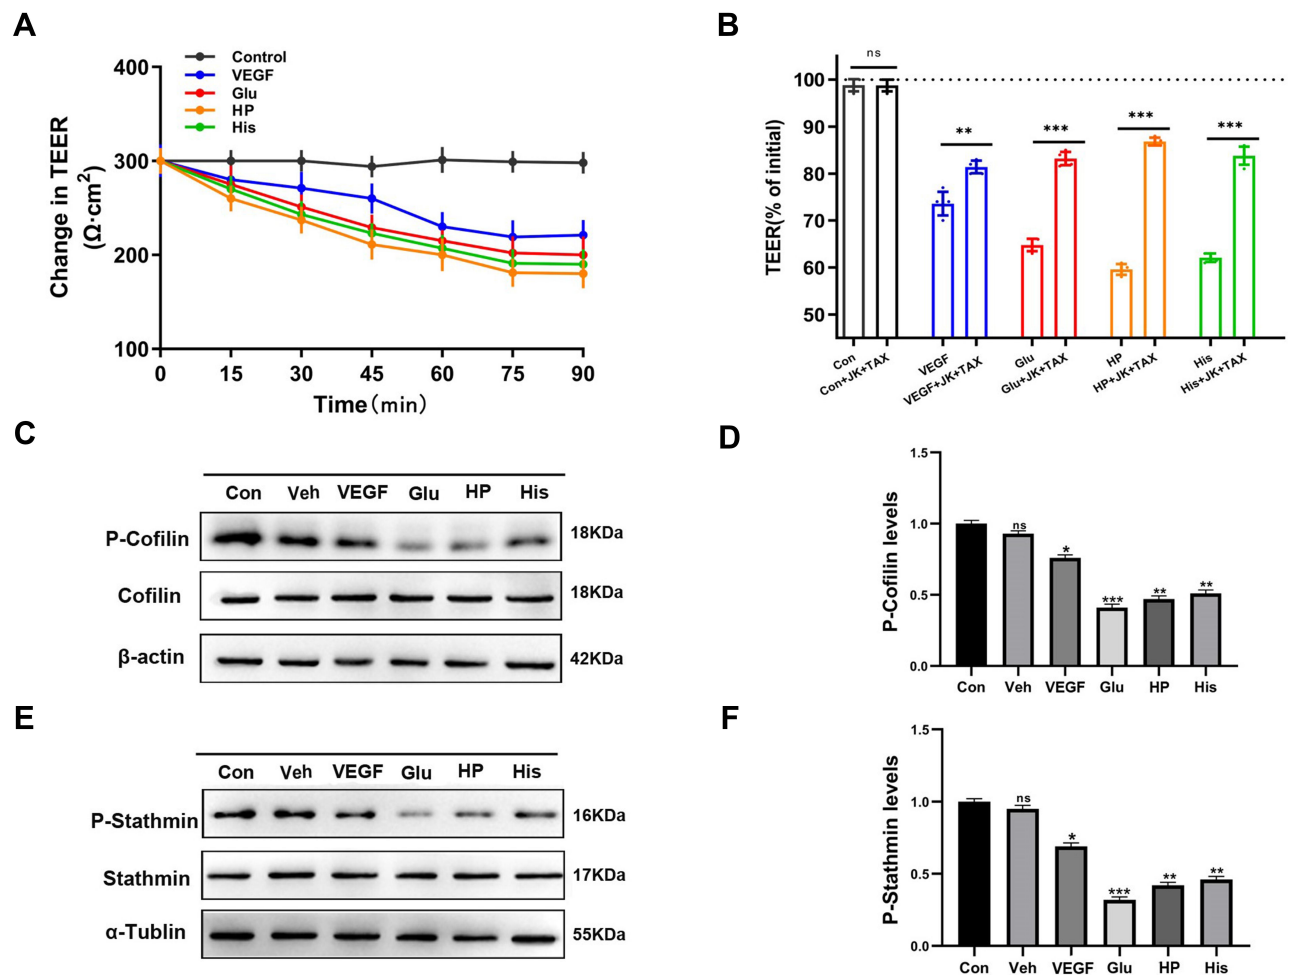 A
Control
VEGF
Glu
HP
His
400
300
200
100
Change in TEER
(Ω·cm²)
0 15 30 45 60 75 90
Time(min)
B
ns
** *** *** ***
100
90
80
70
60
50
TEER(% of initial)
Con
Con+JK+TAX
VEGF
VEGF+JK+TAX
Glu
Glu+JK+TAX
HP
HP+JK+TAX
His
His+JK+TAX
C
Con Veh VEGF Glu HP His
P-Cofilin 18KDa
Cofilin 18KDa
β-actin 42KDa
D
1.5
1.0
0.5
0.0
P-Cofilin levels
ns * *** ** **
Con Veh VEGF Glu HP His
E
Con Veh VEGF Glu HP His
P-Stathmin 16KDa
Stathmin 17KDa
α-Tublin 55KDa
F
1.5
1.0
0.5
0.0
P-Stathmin levels
ns * *** ** **
Con Veh VEGF Glu HP His